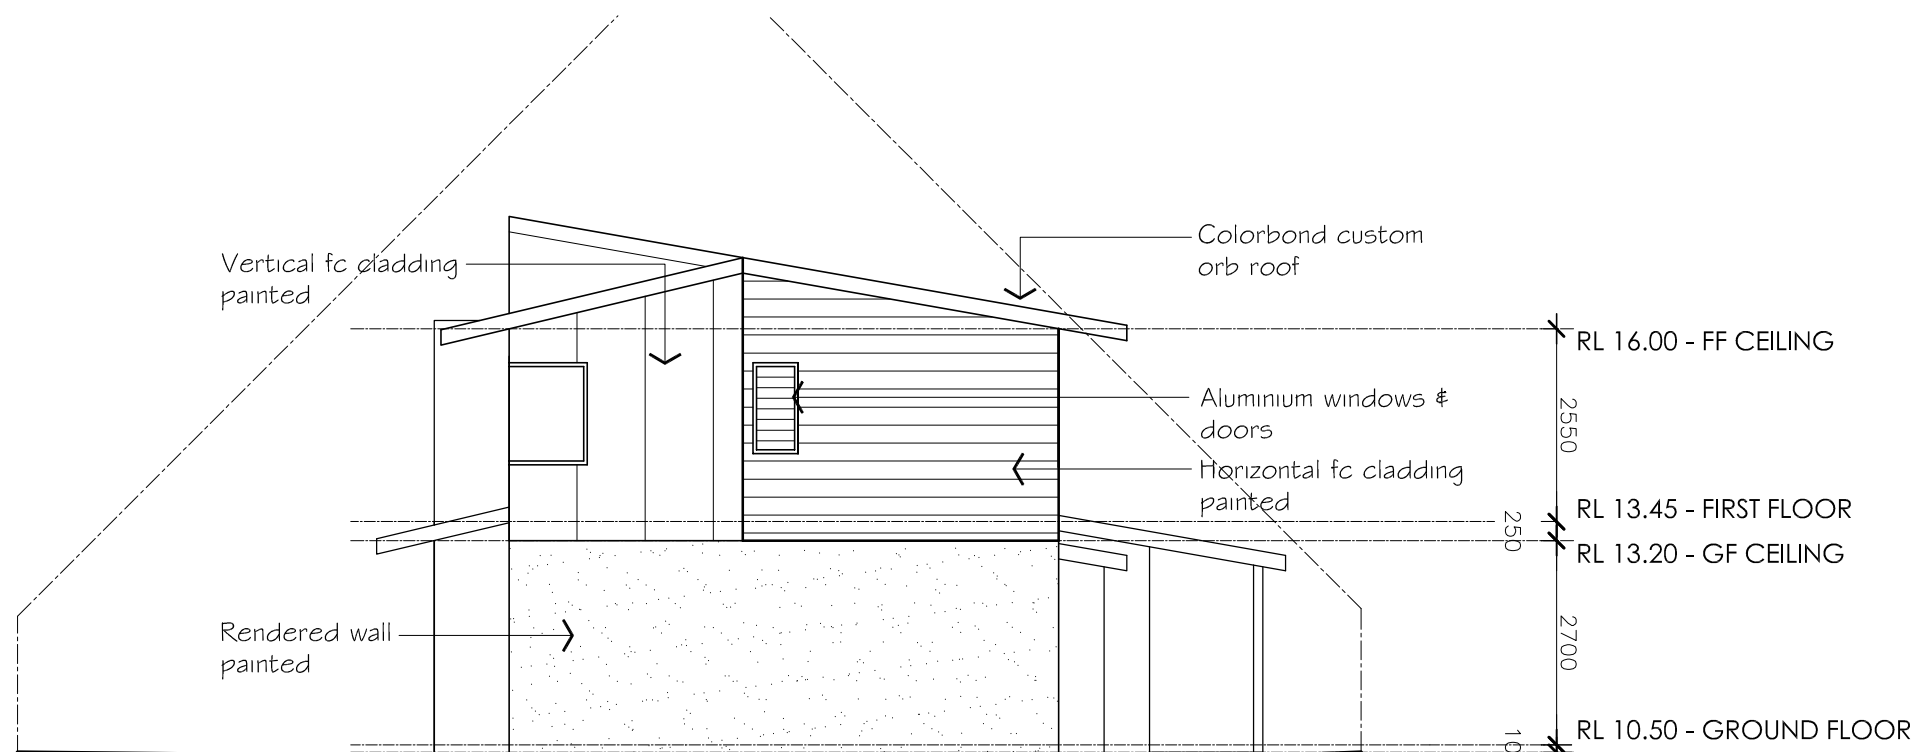 Colorbond custom
orb roof
Vertical fc cladding
painted
RL 16.00 - FF CEILING
Aluminium windows &
doors
2550
Horizontal fc cladding
painted
RL 13.45 - FIRST FLOOR
250
RL 13.20 - GF CEILING
Rendered wall
painted
2700
RL 10.50 - GROUND FLOOR